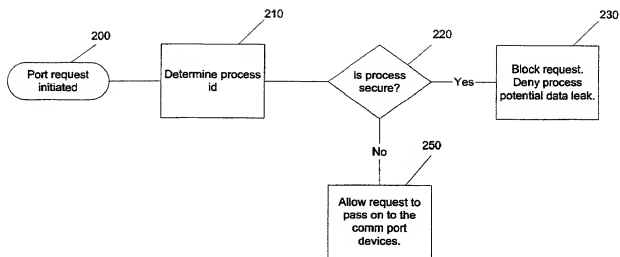 200
Port request
initiated
210
Determine process
id
220
Is process
secure?
Yes
230
Block request.
Deny process
potential data leak.
No
250
Allow request to
pass on to the
comm port
devices.